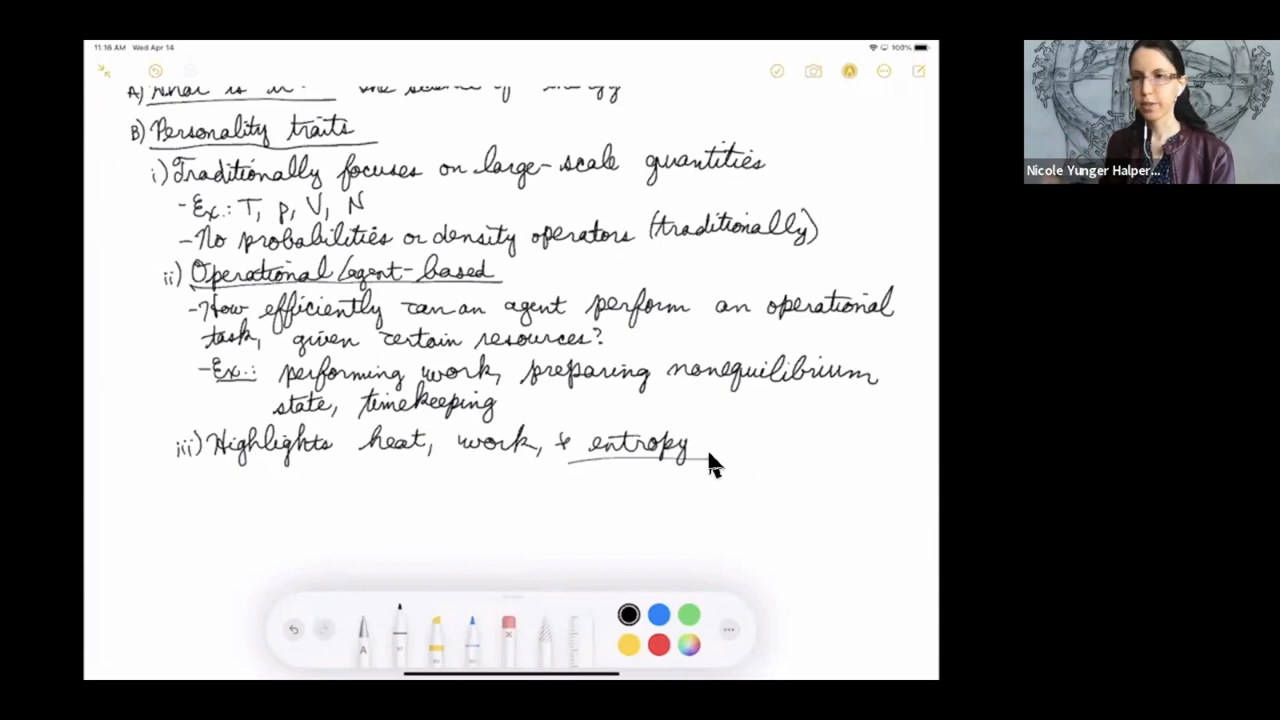 11:16 AM Wed Apr 14
100%
B) Personality traits
i) Traditionally focuses on large-scale quantities
- Ex.: T, p, V, N
- No probabilities or density operators (traditionally)
ii) Operational/agent-based
- How efficiently can an agent perform an operational
task, given certain resources?
- Ex.: performing work, preparing nonequilibrium
state, timekeeping
iii) Highlights heat, work, & entropy
Nicole Yunger Halper...
A